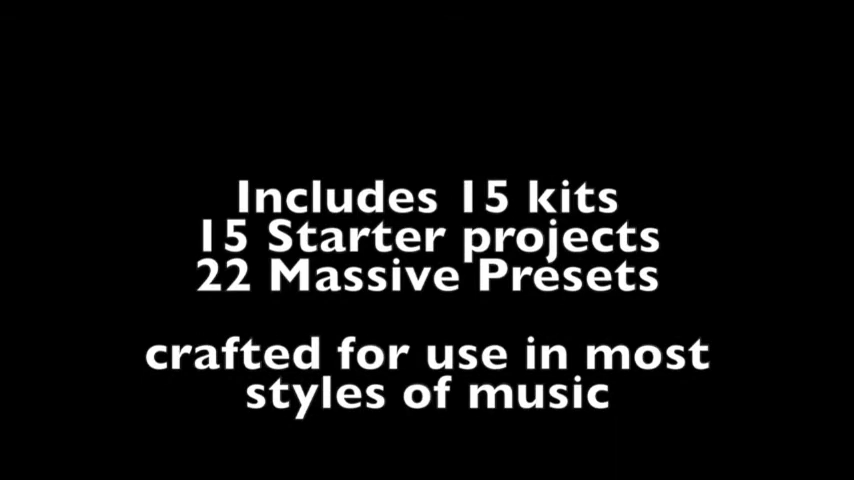 Includes 15 kits
15 Starter projects
22 Massive Presets
crafted for use in most
styles of music